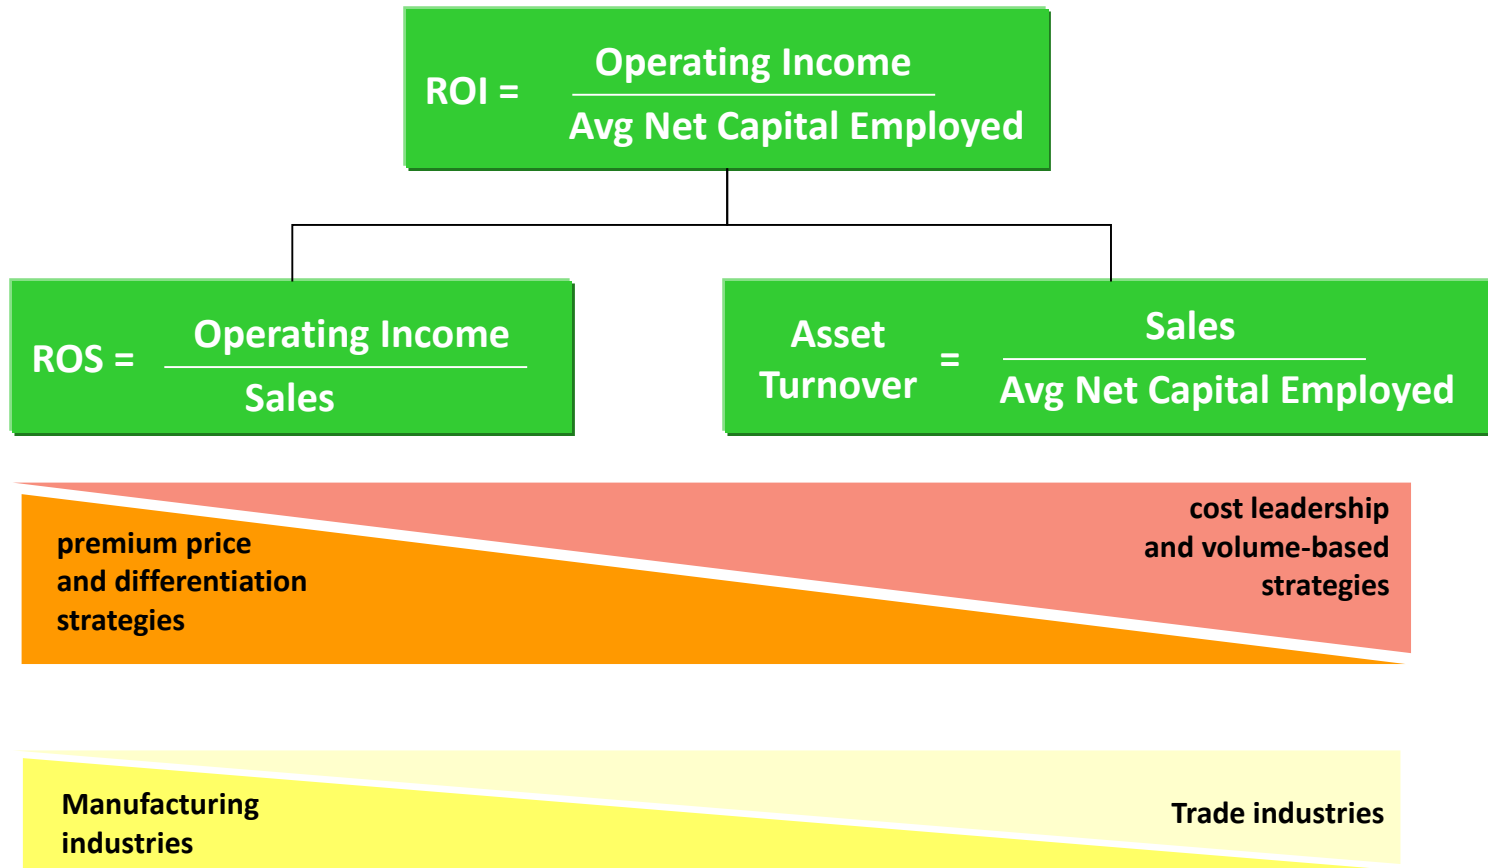 Operating Income
ROI =
Avg Net Capital Employed
Operating Income
ROS =
Sales
Asset
Turnover
=
Sales
Avg Net Capital Employed
premium price
and differentiation
strategies
cost leadership
and volume-based
strategies
Manufacturing
industries
Trade industries